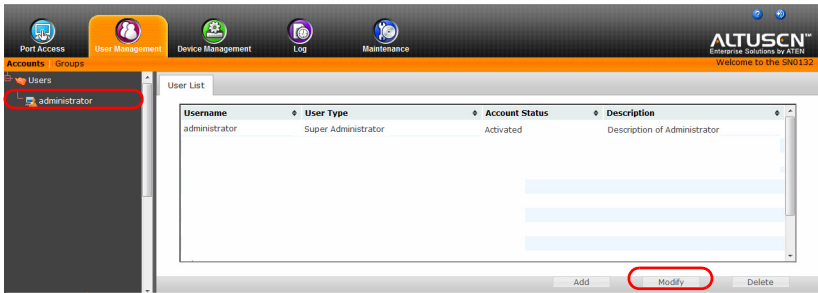 Port Access
User Management
Device Management
Log
Maintenance
ALTUSCN™
Enterprise Solutions by ATEN
Accounts | Groups
Welcome to the SN0132
Users
administrator
User List
Username User Type Account Status Description
administrator Super Administrator Activated Description of Administrator
Add Modify Delete